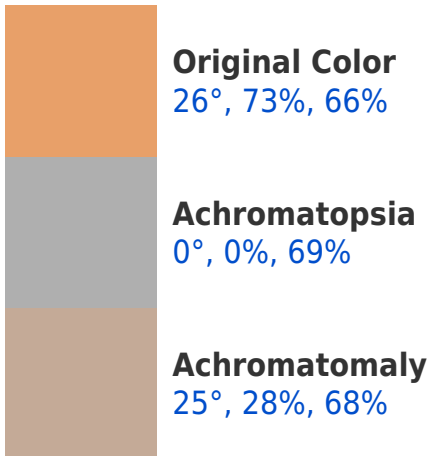 Original Color
26°, 73%, 66%
Achromatopsia
0°, 0%, 69%
Achromatomaly
25°, 28%, 68%